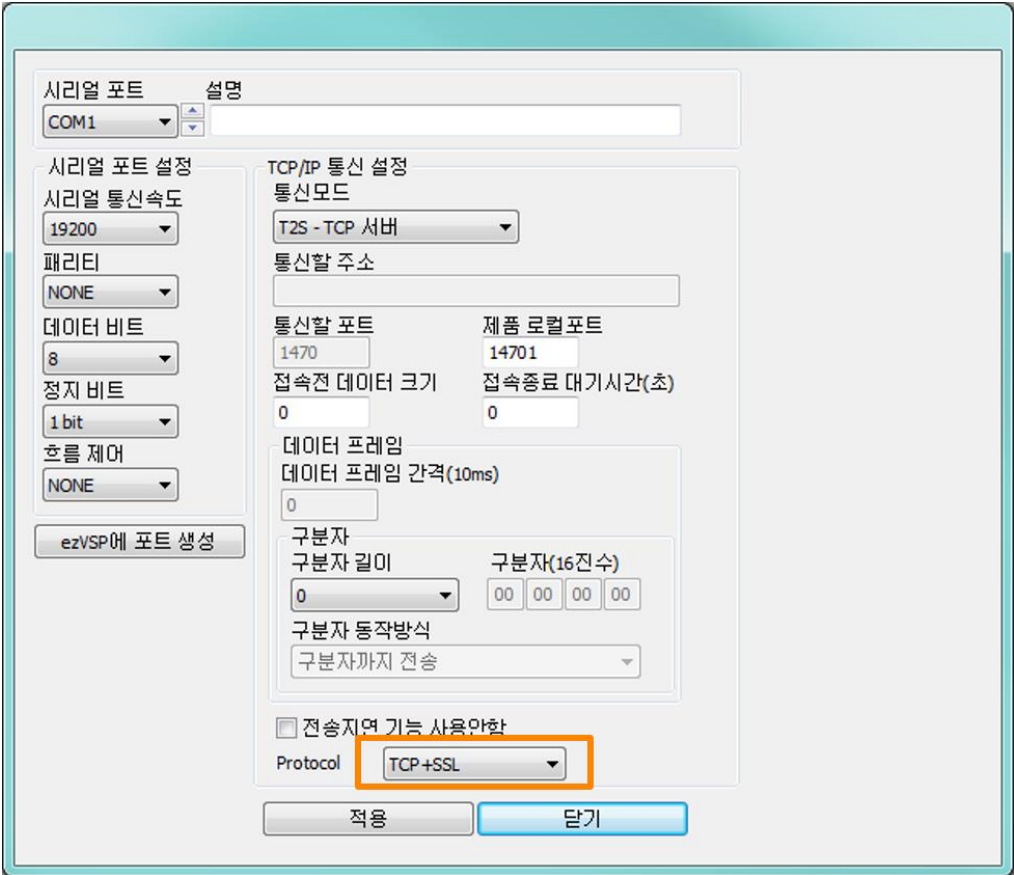 시리얼 포트
설명
COM1
시리얼 포트 설정
시리얼 통신속도
19200
패리티
NONE
데이터 비트
8
정지 비트
1 bit
흐름 제어
NONE
ezVSP에 포트 생성
TCP/IP 통신 설정
통신모드
T2S - TCP 서버
통신할 주소
통신할 포트
제품 로컬포트
1470
14701
접속전 데이터 크기
접속종료 대기시간(초)
0
0
데이터 프레임
데이터 프레임 간격(10ms)
0
구분자
구분자 길이
구분자(16진수)
0
00 00 00 00
구분자 동작방식
구분자까지 전송
전송지연 기능 사용안함
Protocol
TCP+SSL
적용
닫기